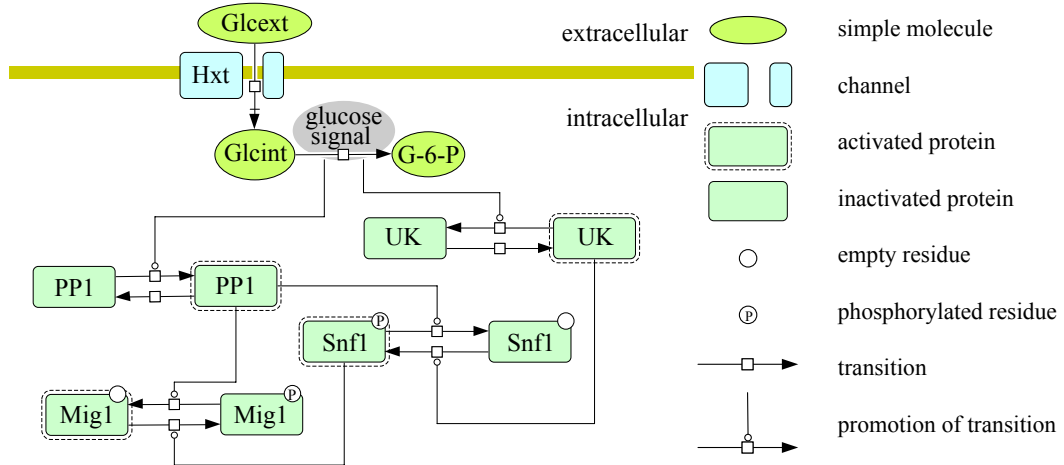 Glcext
extracellular
Hxt
intracellular
glucose
signal
Glcint
G-6-P
UK
UK
PP1
PP1
P
Snf1
Snf1
Mig1
P
Mig1
simple molecule
channel
activated protein
inactivated protein
empty residue
P
phosphorylated residue
transition
promotion of transition